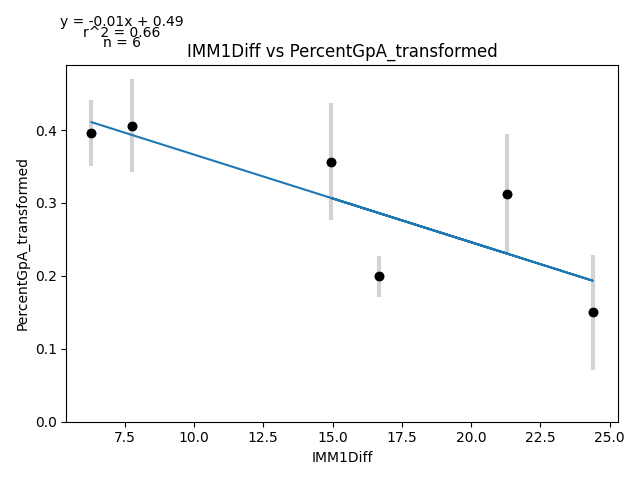 y = -0.01x + 0.49
r^2 = 0.66
n = 6
IMM1Diff vs PercentGpA_transformed
PercentGpA_transformed
0.4
0.3
0.2
0.1
0.0
7.5 10.0 12.5 15.0 17.5 20.0 22.5 25.0
IMM1Diff